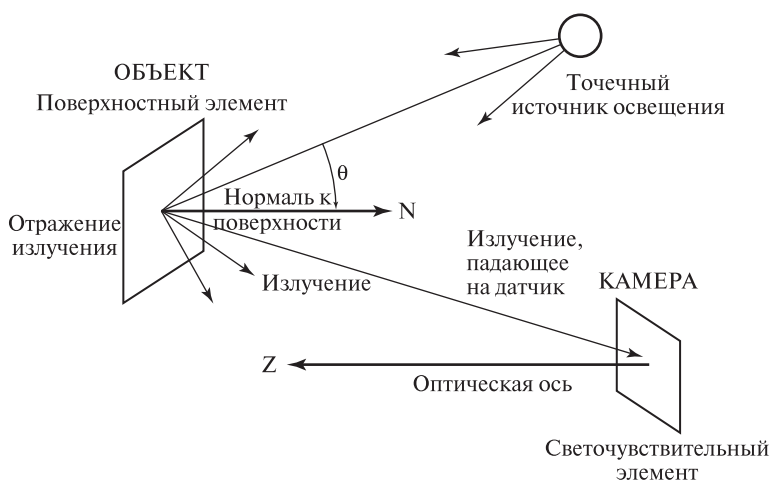 ОБЪЕКТ
Поверхностный элемент
Точечный
источник освещения
θ
Нормаль к
поверхности
N
Отражение
излучения
Излучение
Излучение,
падающее
на датчик
КАМЕРА
Z
Оптическая ось
Светочувствительный
элемент